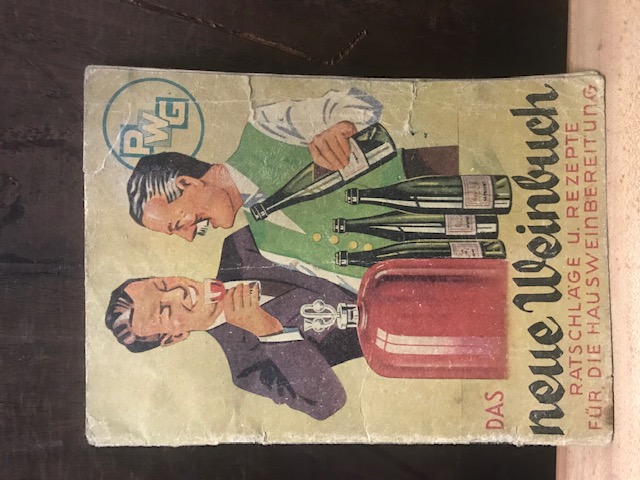 PWG
DAS
neue Weinbuch
RATSCHLÄGE U. REZEPTE
FÜR DIE HAUSWEINBEREITUNG